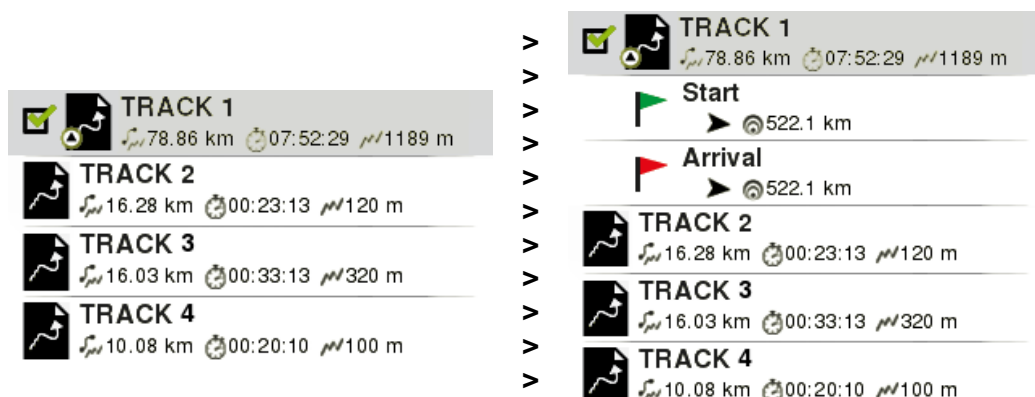 TRACK 1
78.86 km 07:52:29 1189 m
TRACK 2
16.28 km 00:23:13 120 m
TRACK 3
16.03 km 00:33:13 320 m
TRACK 4
10.08 km 00:20:10 100 m
>
>
>
>
>
>
>
>
>
>
>
TRACK 1
78.86 km 07:52:29 1189 m
Start
522.1 km
Arrival
522.1 km
TRACK 2
16.28 km 00:23:13 120 m
TRACK 3
16.03 km 00:33:13 320 m
TRACK 4
10.08 km 00:20:10 100 m